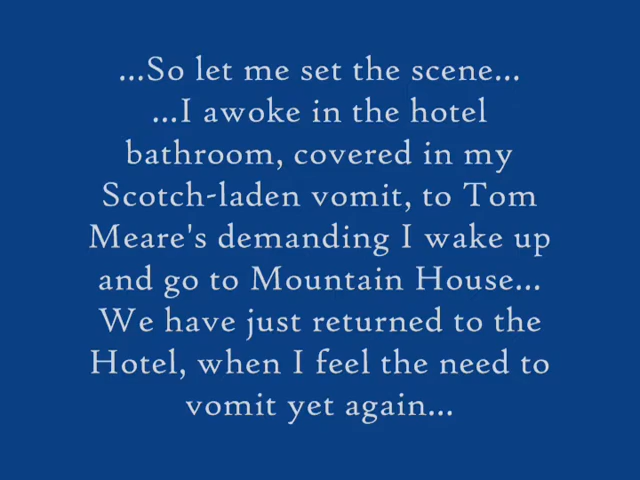 ...So let me set the scene...
...I awoke in the hotel
bathroom, covered in my
Scotch-laden vomit, to Tom
Meare's demanding I wake up
and go to Mountain House...
We have just returned to the
Hotel, when I feel the need to
vomit yet again...